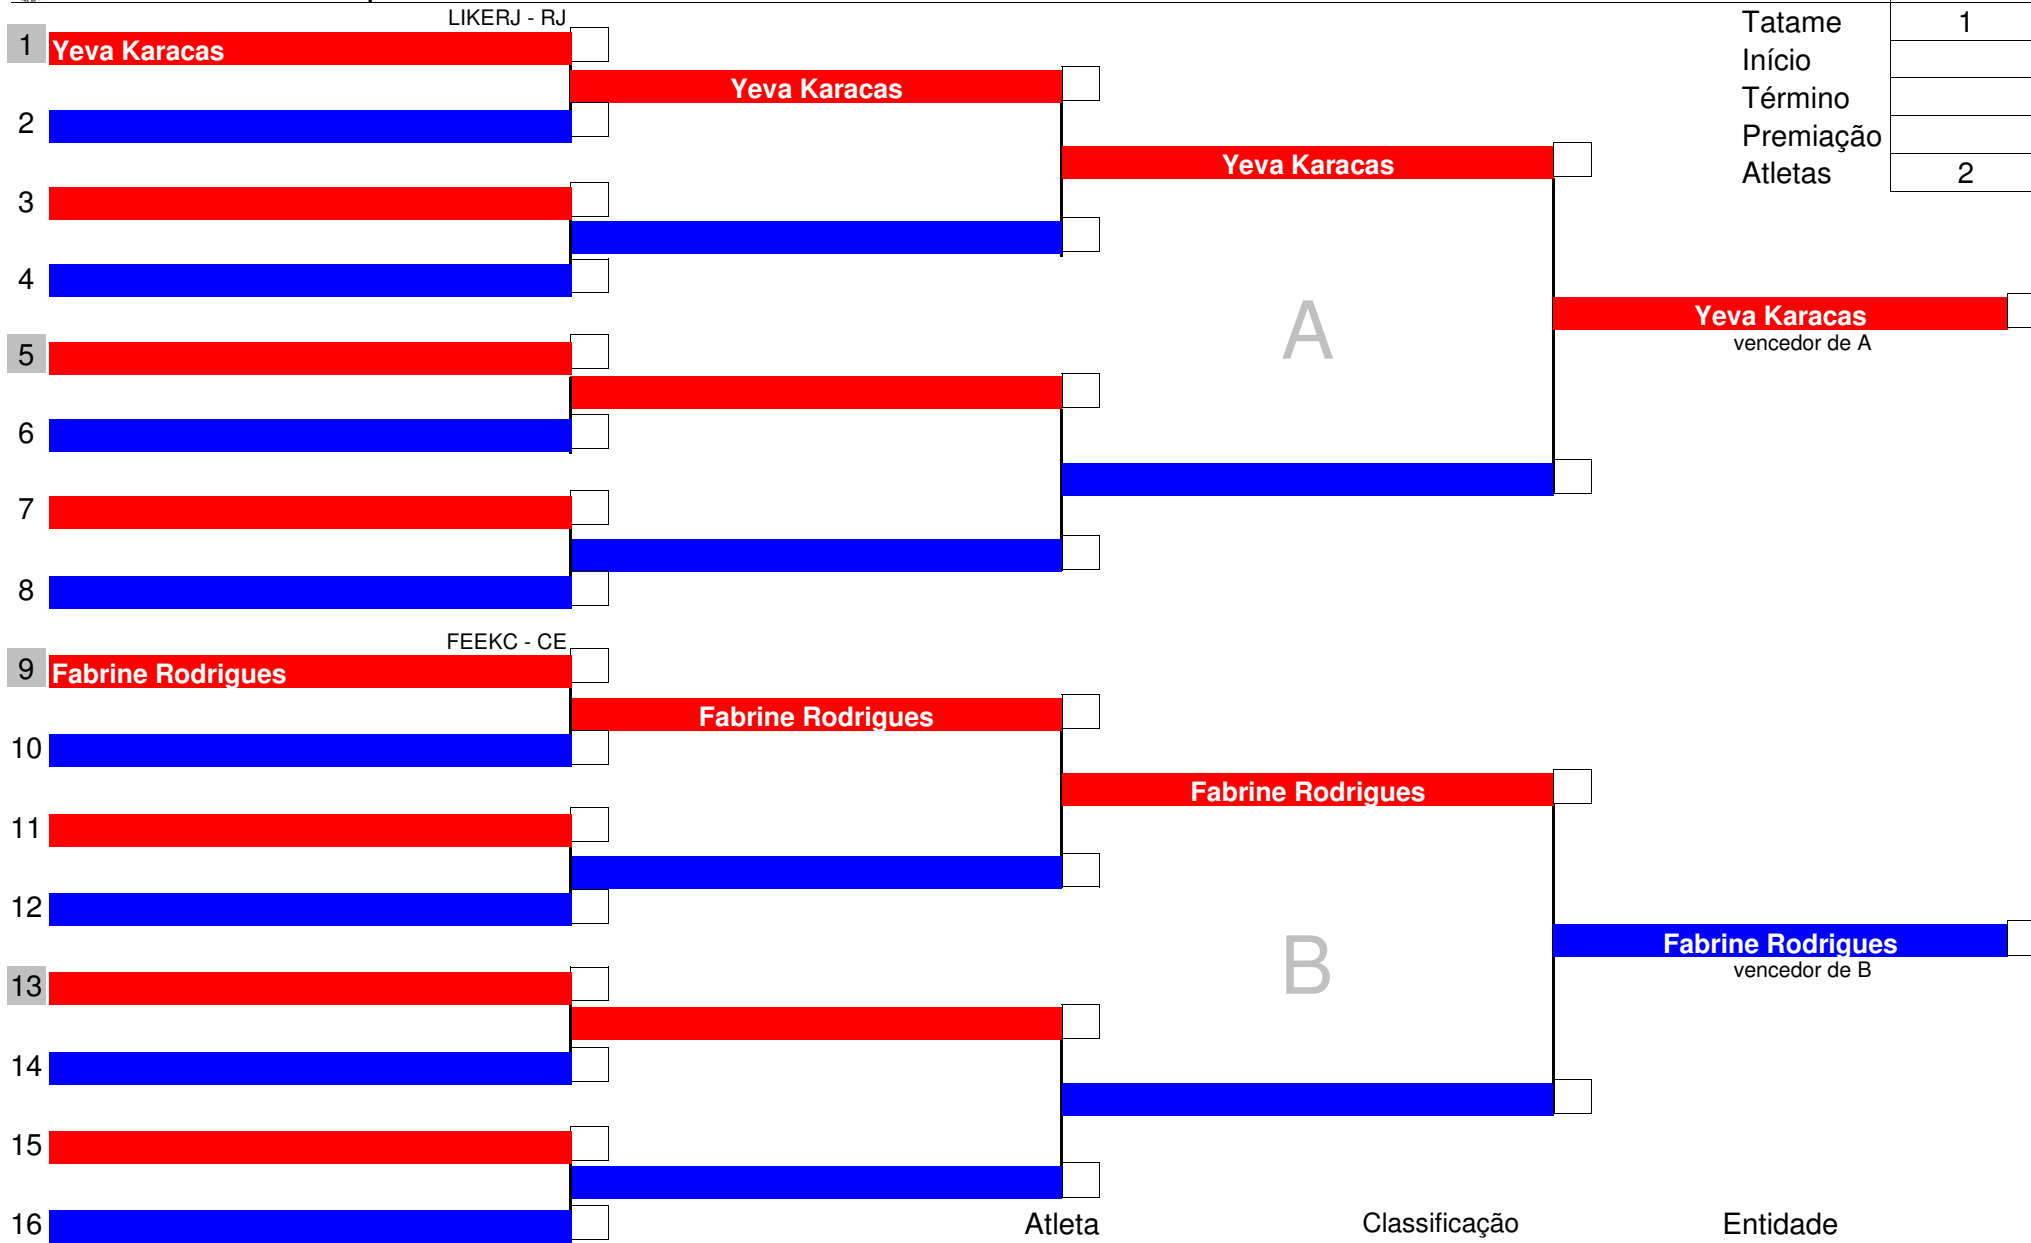 LIKERJ - RJ
Tatame 1
1 Yeva Karacas
Início
Yeva Karacas
Término
2
Premiação
Yeva Karacas
Atletas 2
3
4
Yeva Karacas
vencedor de A
A
5
6
7
8
FEEKC - CE
9 Fabrine Rodrigues
Fabrine Rodrigues
10
Fabrine Rodrigues
11
12
Fabrine Rodrigues
vencedor de B
B
13
14
15
16
Atleta Classificação Entidade